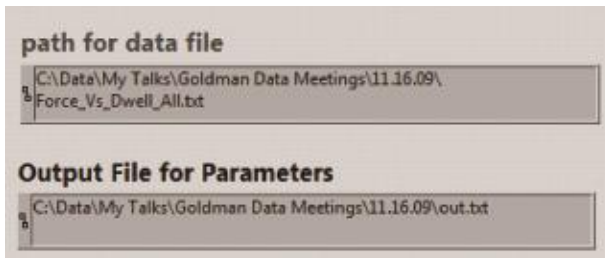 path for data file
C:\Data\My Talks\Goldman Data Meetings\11.16.09\
Force_Vs_Dwell_All.txt
Output File for Parameters
C:\Data\My Talks\Goldman Data Meetings\11.16.09\out.txt